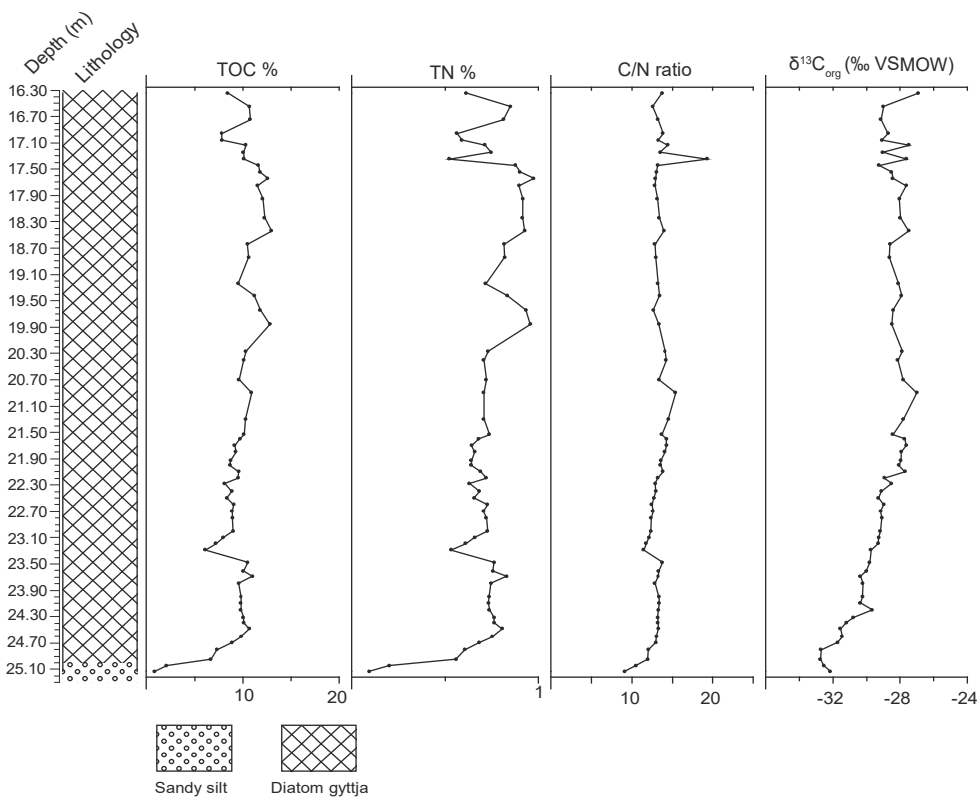 Depth (m)
Lithology
TOC %
TN %
C/N ratio
δ¹³C_org (‰ VSMOW)
16.30
16.70
17.10
17.50
17.90
18.30
18.70
19.10
19.50
19.90
20.30
20.70
21.10
21.50
21.90
22.30
22.70
23.10
23.50
23.90
24.30
24.70
25.10
10 20
1
10 20
-32 -28 -24
Sandy silt
Diatom gyttja